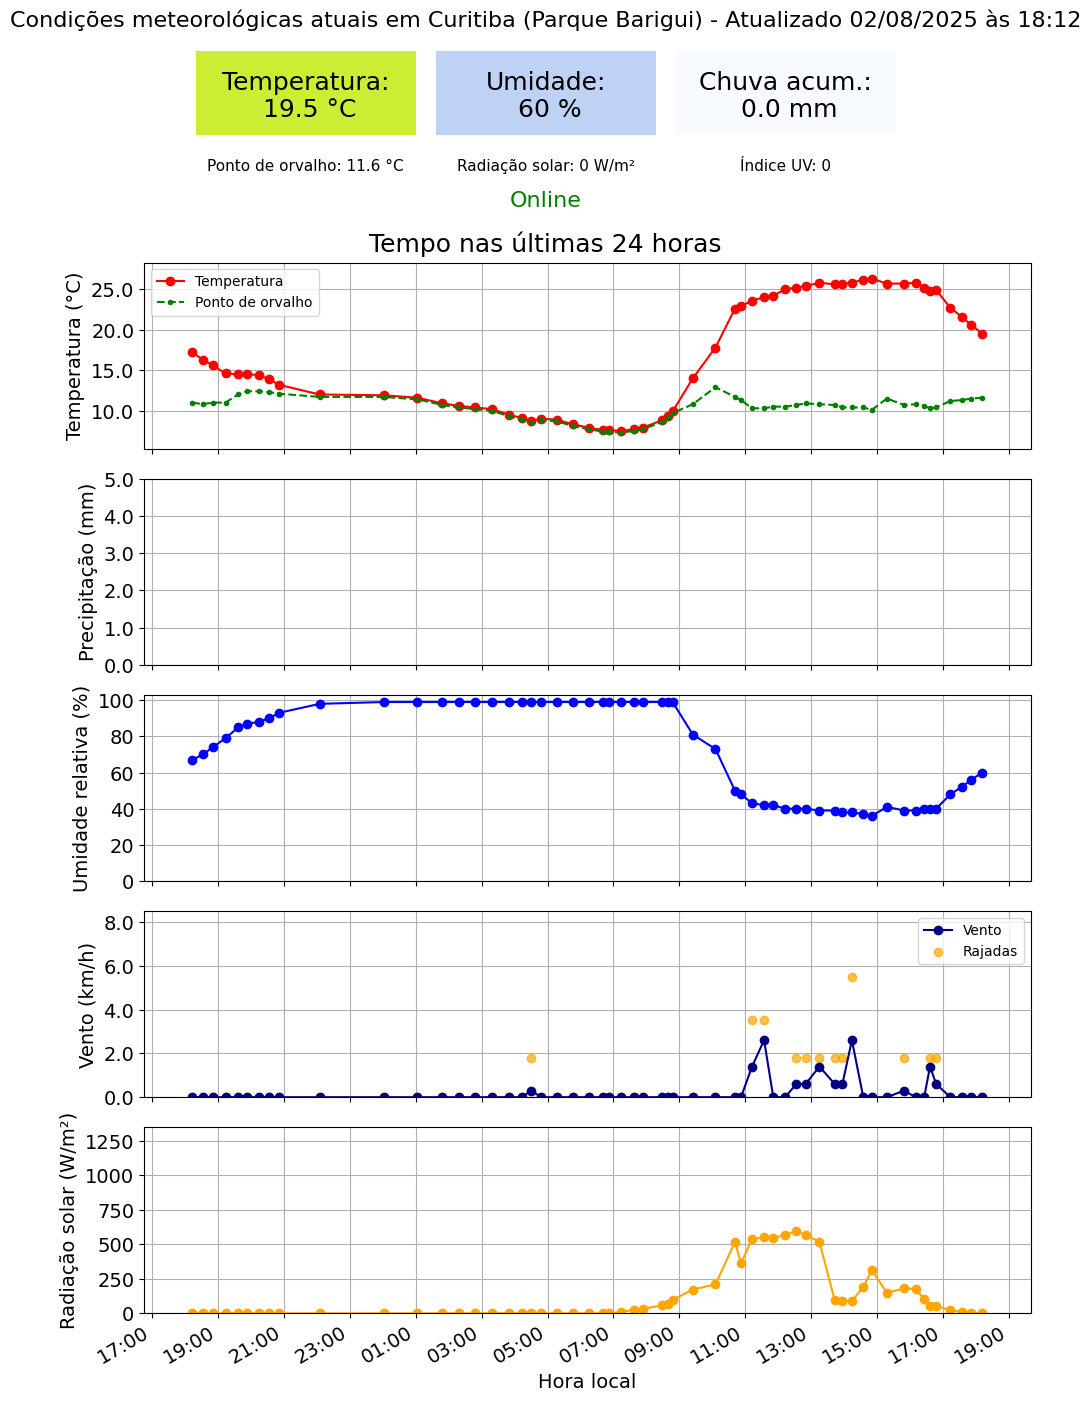 Condições meteorológicas atuais em Curitiba (Parque Barigui) - Atualizado 02/08/2025 às 18:12
Temperatura:
19.5 °C
Umidade:
60 %
Chuva acum.:
0.0 mm
Ponto de orvalho: 11.6 °C
Radiação solar: 0 W/m²
Índice UV: 0
Online
Tempo nas últimas 24 horas
Temperatura (°C)
25.0
20.0
15.0
10.0
Temperatura
Ponto de orvalho
Precipitação (mm)
5.0
4.0
3.0
2.0
1.0
0.0
Umidade relativa (%)
100
80
60
40
20
0
Vento (km/h)
8.0
6.0
4.0
2.0
0.0
Vento
Rajadas
Radiação solar (W/m²)
1250
1000
750
500
250
0
17:00
19:00
21:00
23:00
01:00
03:00
05:00
07:00
09:00
11:00
13:00
15:00
17:00
19:00
Hora local